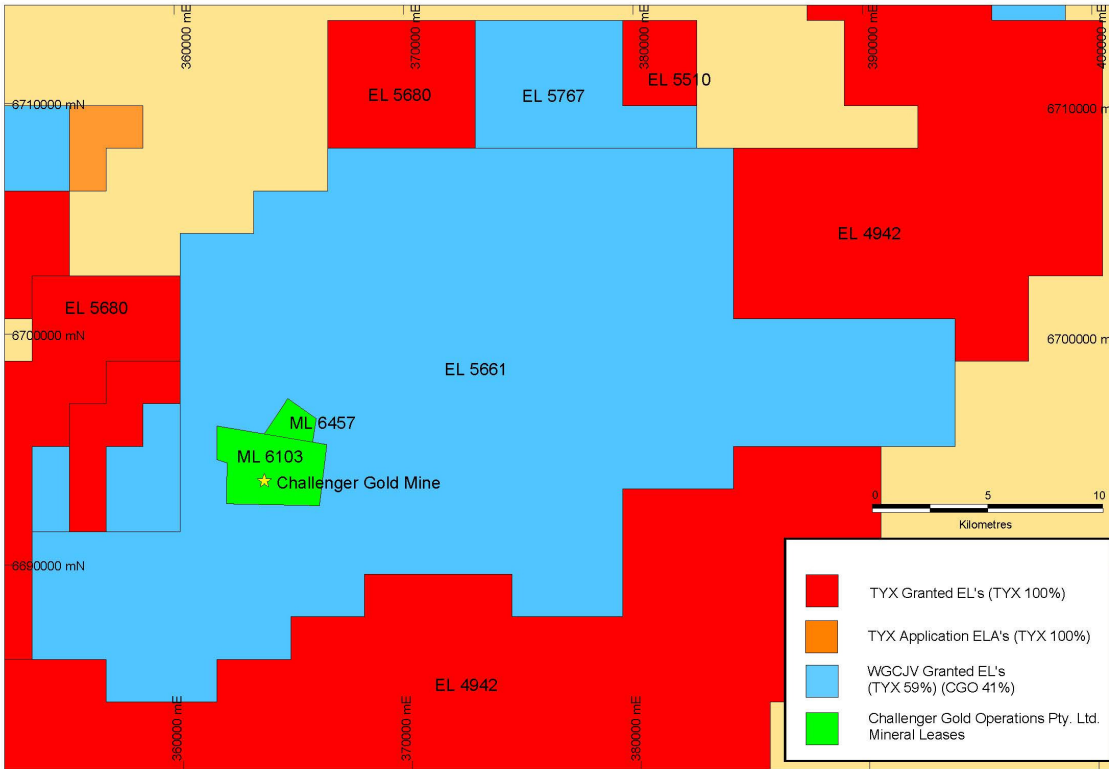 360000 mE
370000 mE
380000 mE
390000 mE
400000 mE
EL 5680
EL 5767
EL 5510
6710000 mN
6710000 m
EL 4942
EL 5680
6700000 mN
6700000 m
EL 5661
ML 6457
ML 6103
Challenger Gold Mine
0 5 10
Kilometres
6690000 mN
EL 4942
360000 mE
370000 mE
380000 mE
TYX Granted EL's (TYX 100%)
TYX Application ELA's (TYX 100%)
WGCJV Granted EL's
(TYX 59%) (CGO 41%)
Challenger Gold Operations Pty. Ltd.
Mineral Leases